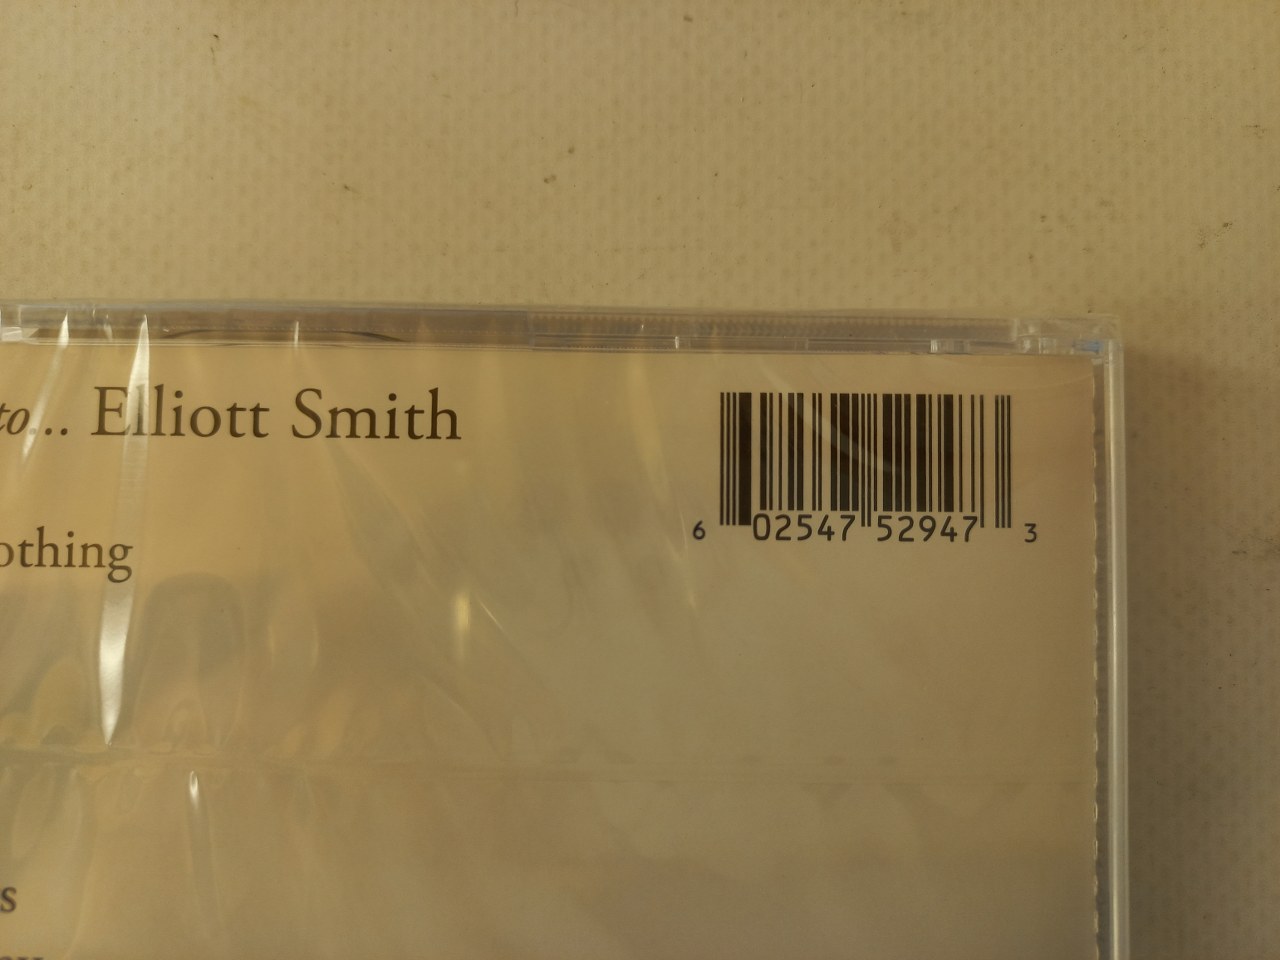 to... Elliott Smith
6 02547 52947 3
othing
s